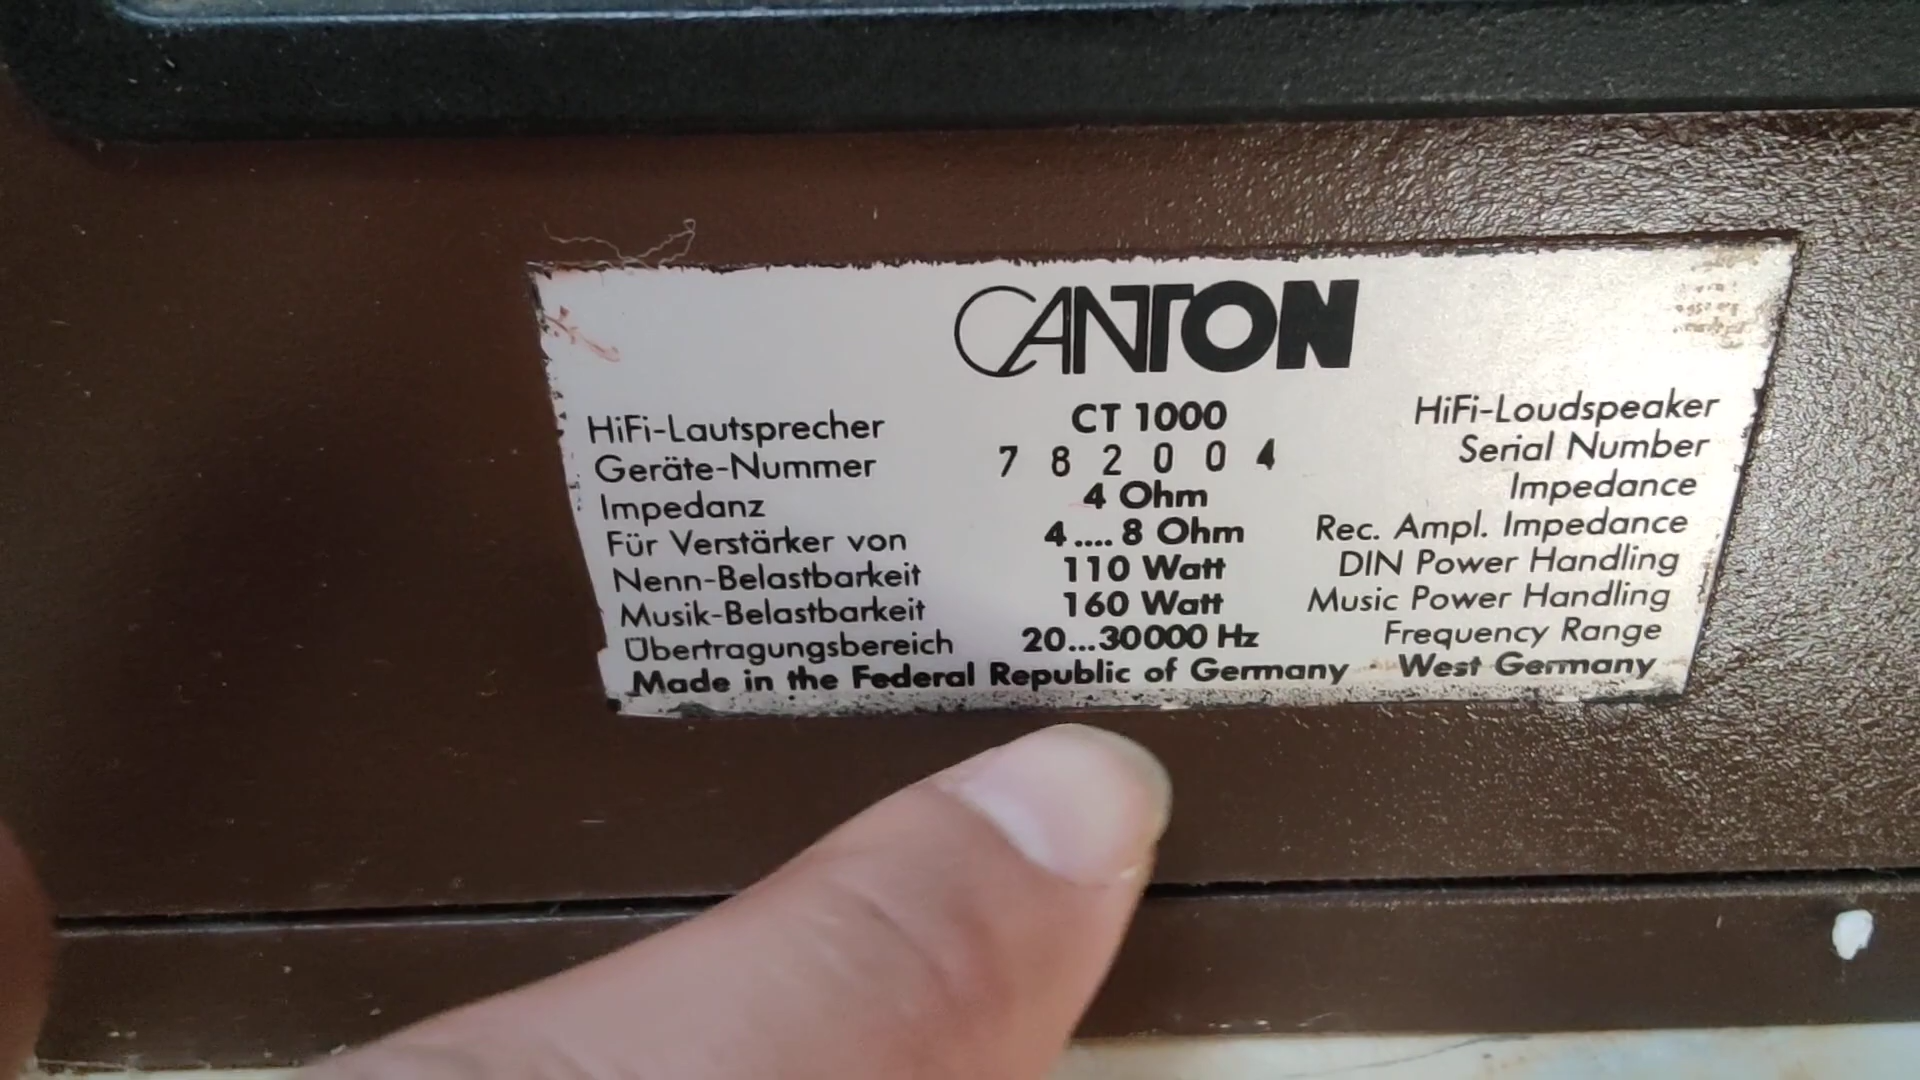 CANTON
HiFi-Lautsprecher CT 1000 HiFi-Loudspeaker
Geräte-Nummer 782004 Serial Number
Impedanz 4 Ohm Impedance
Für Verstärker von 4....8 Ohm Rec. Ampl. Impedance
Nenn-Belastbarkeit 110 Watt DIN Power Handling
Musik-Belastbarkeit 160 Watt Music Power Handling
Übertragungsbereich 20...30000 Hz Frequency Range
Made in the Federal Republic of Germany West Germany